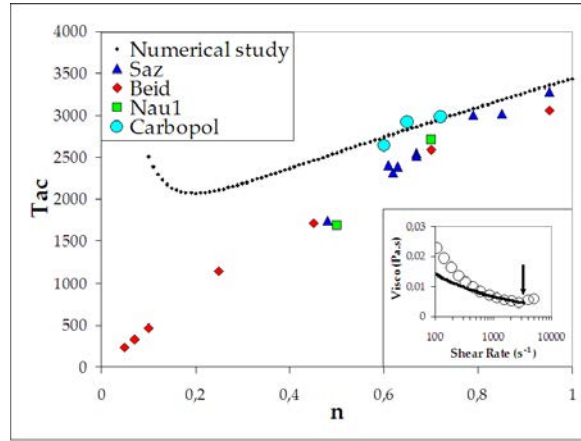 4000
3500
3000
2500
2000
1500
1000
500
0
Tac
Numerical study
Saz
Beid
Nau1
Carbopol
0
0,2
0,4
0,6
0,8
1
n
0,03
0,02
0,01
0
Visco (Pa.s)
100
1000
10000
Shear Rate (s⁻¹)